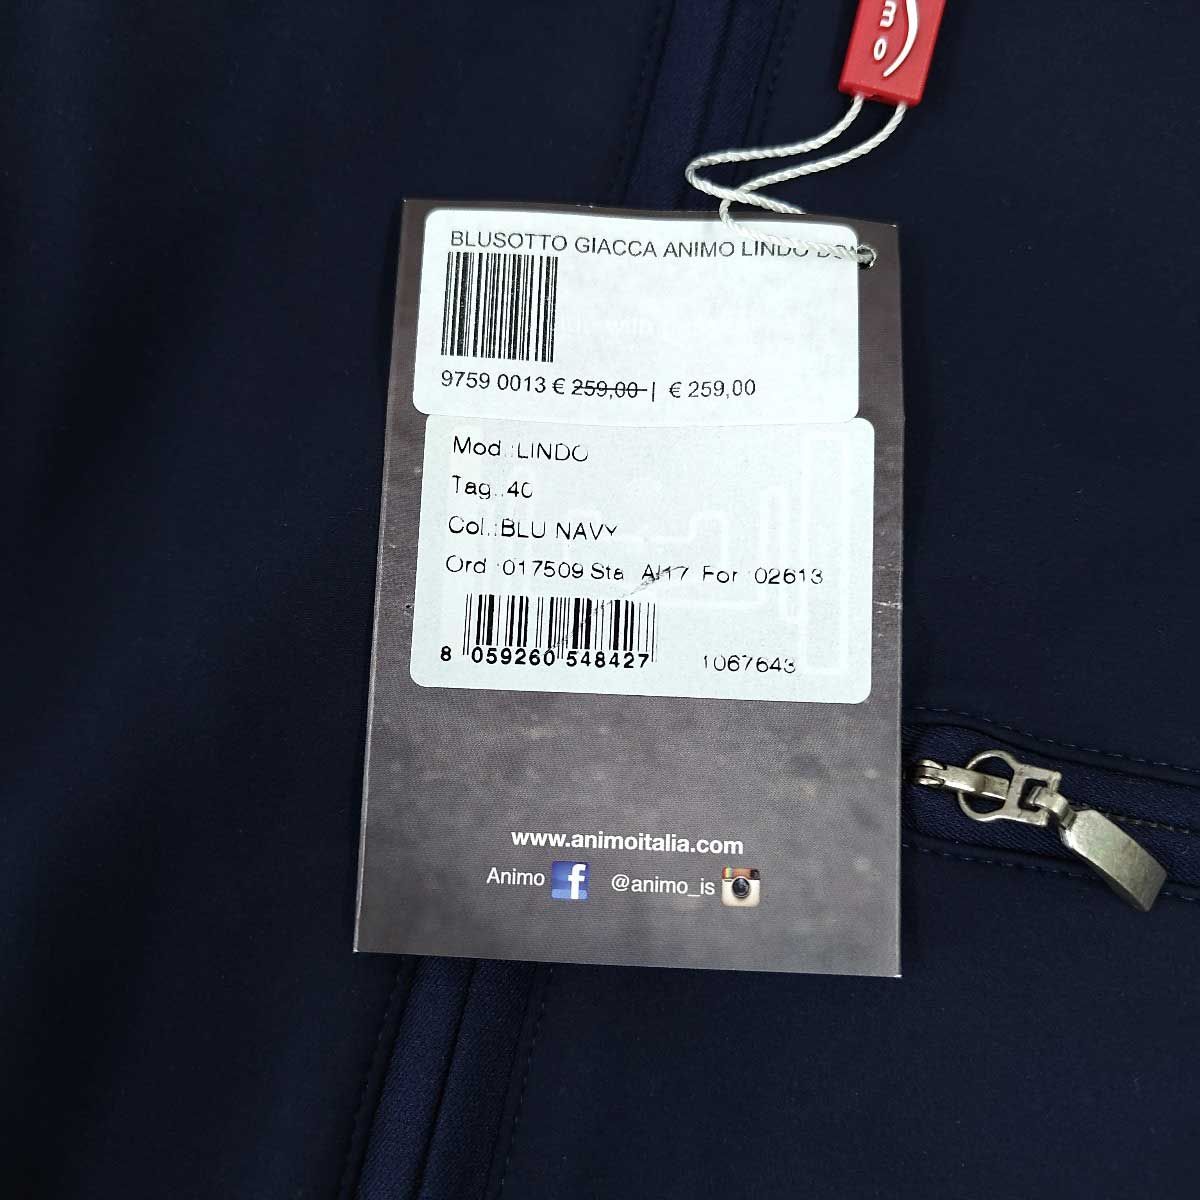 mo
BLUSOTTO GIACCA ANIMO LINDO
9759 0013 € 259,00 | € 259,00
Mod.:LINDO
Tag.:40
Col.:BLU NAVY
Ord.:017509 Sta. AI17 For.:02613
8 059260 548427 1067643
www.animoitalia.com
Animo f @animo_is